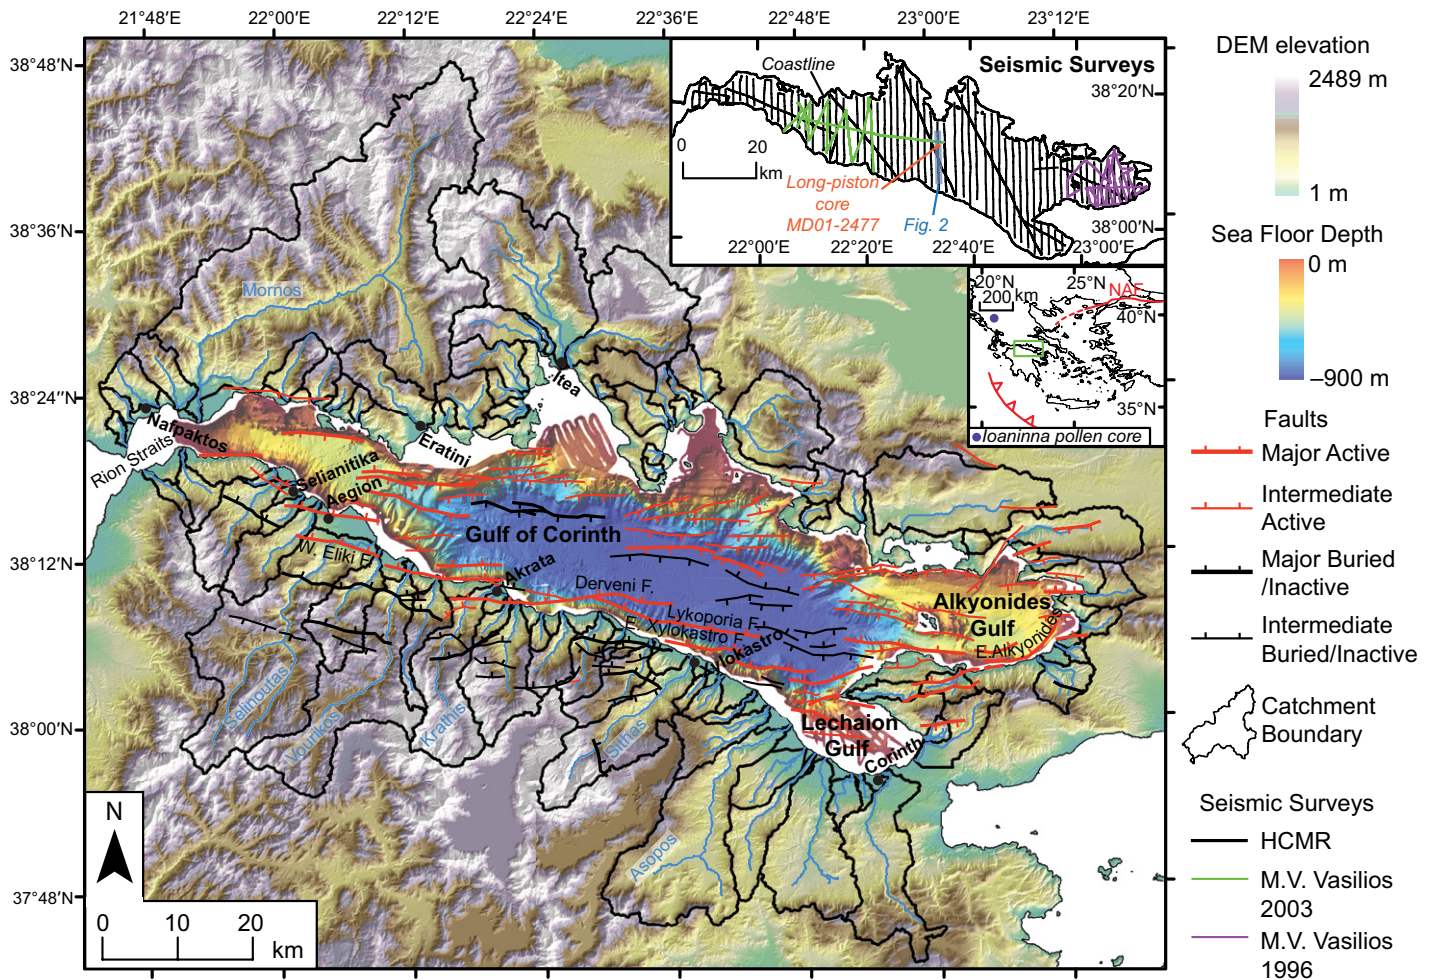 21°48′E
22°00′E
22°12′E
22°24′E
22°36′E
22°48′E
23°00′E
23°12′E
38°48′N
38°36′N
38°24′N
38°12′N
38°00′N
37°48′N
Seismic Surveys
Coastline
38°20′N
0
20
km
Long-piston
core
MD01-2477
Fig. 2
38°00′N
22°00′E
22°20′E
22°40′E
23°00′E
20°N
25°N
200 km
NAF
40°N
35°N
Ioaninna pollen core
Mornos
Itea
Nafpaktos
Rion Straits
Eratini
Selianitika
Aegion
Gulf of Corinth
W. Eliki F.
Akrata
Derveni F.
Lykoporia F.
E. Xylokastro F.
Xylokastro
Alkyonides
Gulf
E.Alkyonides F.
Selinoutas
Vourikos
Krathis
Sithas
Asopos
Lechaion
Gulf
Corinth
N
0
10
20
km
DEM elevation
2489 m
1 m
Sea Floor Depth
0 m
–900 m
Faults
Major Active
Intermediate
Active
Major Buried
/Inactive
Intermediate
Buried/Inactive
Catchment
Boundary
Seismic Surveys
HCMR
M.V. Vasilios
2003
M.V. Vasilios
1996